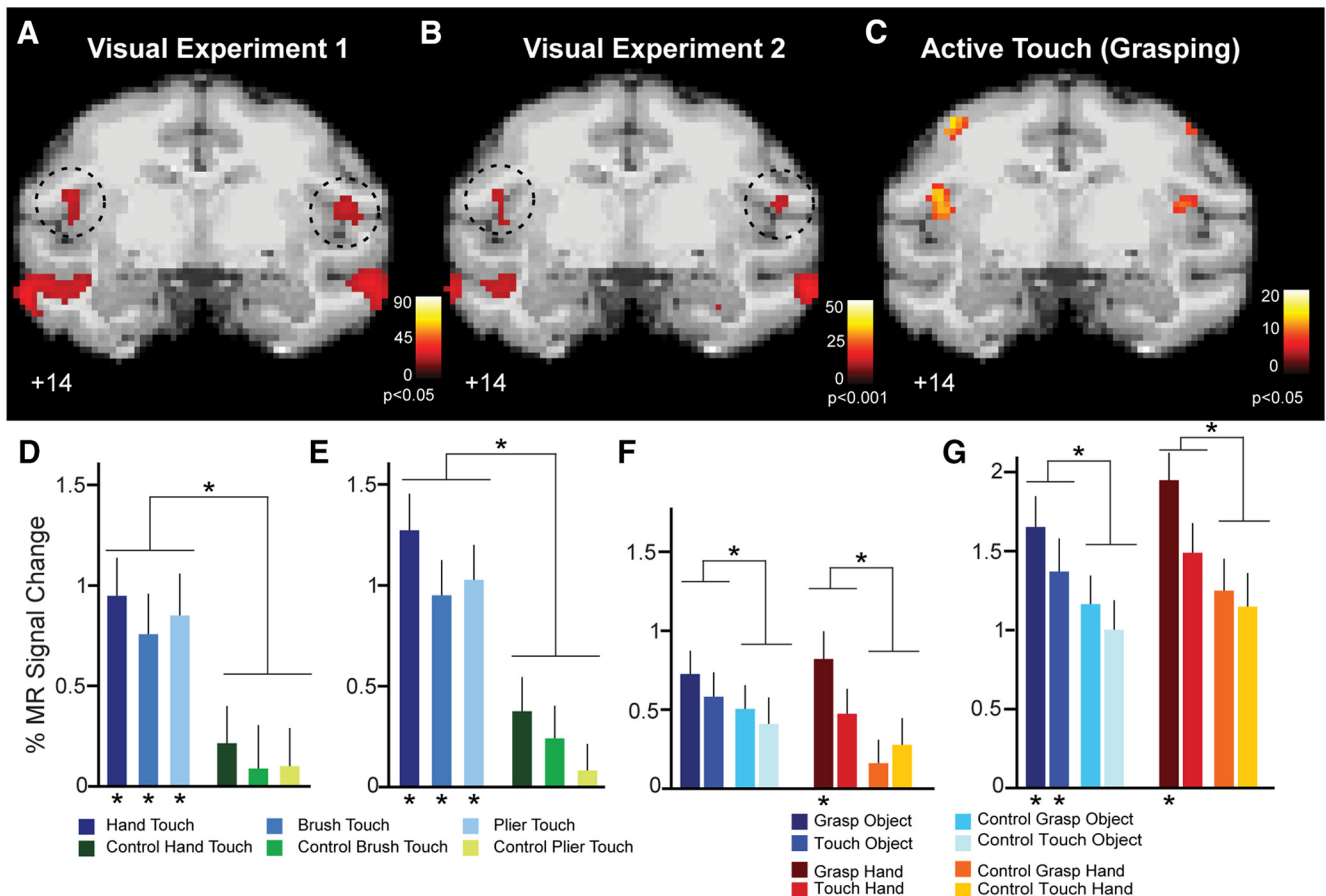 A
Visual Experiment 1
B
Visual Experiment 2
C
Active Touch (Grasping)
90
45
0
p<0.05
+14
50
25
0
p<0.001
+14
20
10
0
p<0.05
+14
D
% MR Signal Change
1.5
1
0.5
0
*
* * *
E
1.5
1
0.5
0
*
* * *
F
1.5
1
0.5
0
*
*
*
G
2
1.5
1
0.5
0
*
*
* *
*
Hand Touch
Brush Touch
Plier Touch
Control Hand Touch
Control Brush Touch
Control Plier Touch
Grasp Object
Control Grasp Object
Touch Object
Control Touch Object
Grasp Hand
Control Grasp Hand
Touch Hand
Control Touch Hand